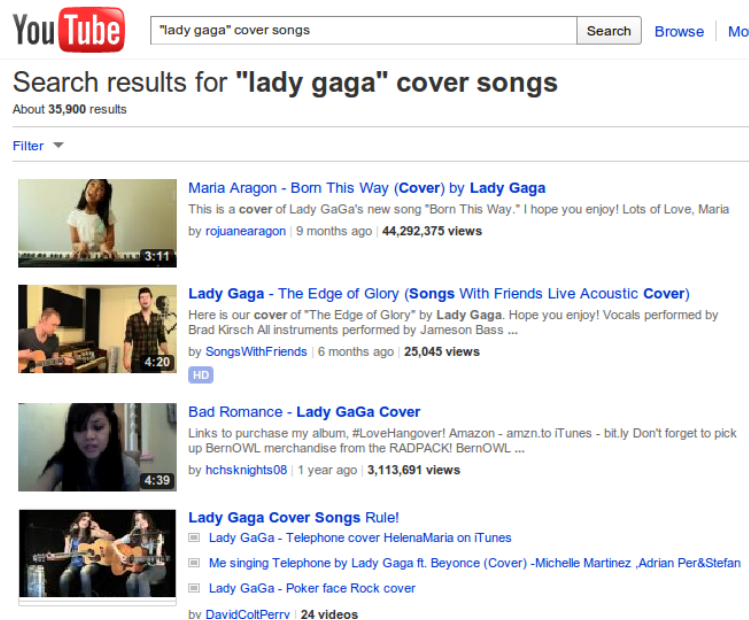 YouTube
"lady gaga" cover songs
Search
Browse
Mo
Search results for "lady gaga" cover songs
About 35,900 results
Filter
Maria Aragon - Born This Way (Cover) by Lady Gaga
This is a cover of Lady GaGa's new song "Born This Way." I hope you enjoy! Lots of Love, Maria
by rojuanearagon | 9 months ago | 44,292,375 views
3:11
Lady Gaga - The Edge of Glory (Songs With Friends Live Acoustic Cover)
Here is our cover of "The Edge of Glory" by Lady Gaga. Hope you enjoy! Vocals performed by
Brad Kirsch All instruments performed by Jameson Bass ...
by SongsWithFriends | 6 months ago | 25,045 views
4:20
HD
Bad Romance - Lady GaGa Cover
Links to purchase my album, #LoveHangover! Amazon - amzn.to iTunes - bit.ly Don't forget to pick
up BernOWL merchandise from the RADPACK! BernOWL ...
by hchsknights08 | 1 year ago | 3,113,691 views
4:39
Lady Gaga Cover Songs Rule!
Lady GaGa - Telephone cover HelenaMaria on iTunes
Me singing Telephone by Lady Gaga ft. Beyonce (Cover) -Michelle Martinez ,Adrian Per&Stefan
Lady GaGa - Poker face Rock cover
by DavidColtPerry | 24 videos